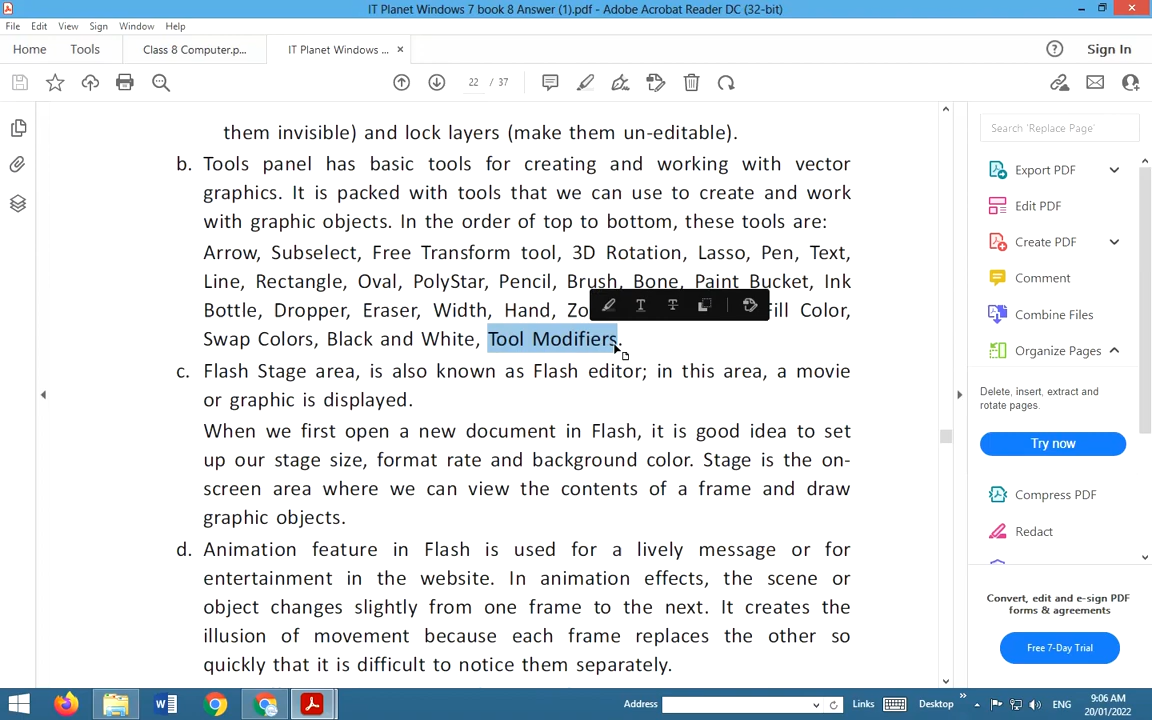 IT Planet Windows 7 book 8 Answer (1).pdf - Adobe Acrobat Reader DC (32-bit)
File Edit View Sign Window Help
Home Tools Class 8 Computer.p... IT Planet Windows ... × Sign In
22 / 37
them invisible) and lock layers (make them un-editable).
b. Tools panel has basic tools for creating and working with vector
graphics. It is packed with tools that we can use to create and work
with graphic objects. In the order of top to bottom, these tools are:
Arrow, Subselect, Free Transform tool, 3D Rotation, Lasso, Pen, Text,
Line, Rectangle, Oval, PolyStar, Pencil, Brush, Bone, Paint Bucket, Ink
Bottle, Dropper, Eraser, Width, Hand, Fill Color,
Swap Colors, Black and White, Tool Modifiers.
c. Flash Stage area, is also known as Flash editor; in this area, a movie
or graphic is displayed.
When we first open a new document in Flash, it is good idea to set
up our stage size, format rate and background color. Stage is the on-
screen area where we can view the contents of a frame and draw
graphic objects.
d. Animation feature in Flash is used for a lively message or for
entertainment in the website. In animation effects, the scene or
object changes slightly from one frame to the next. It creates the
illusion of movement because each frame replaces the other so
quickly that it is difficult to notice them separately.
Search 'Replace Page'
Export PDF
Edit PDF
Create PDF
Comment
Combine Files
Organize Pages
Delete, insert, extract and
rotate pages.
Try now
Compress PDF
Redact
Convert, edit and e-sign PDF
forms & agreements
Free 7-Day Trial
Address Links Desktop » ENG
9:06 AM
20/01/2022